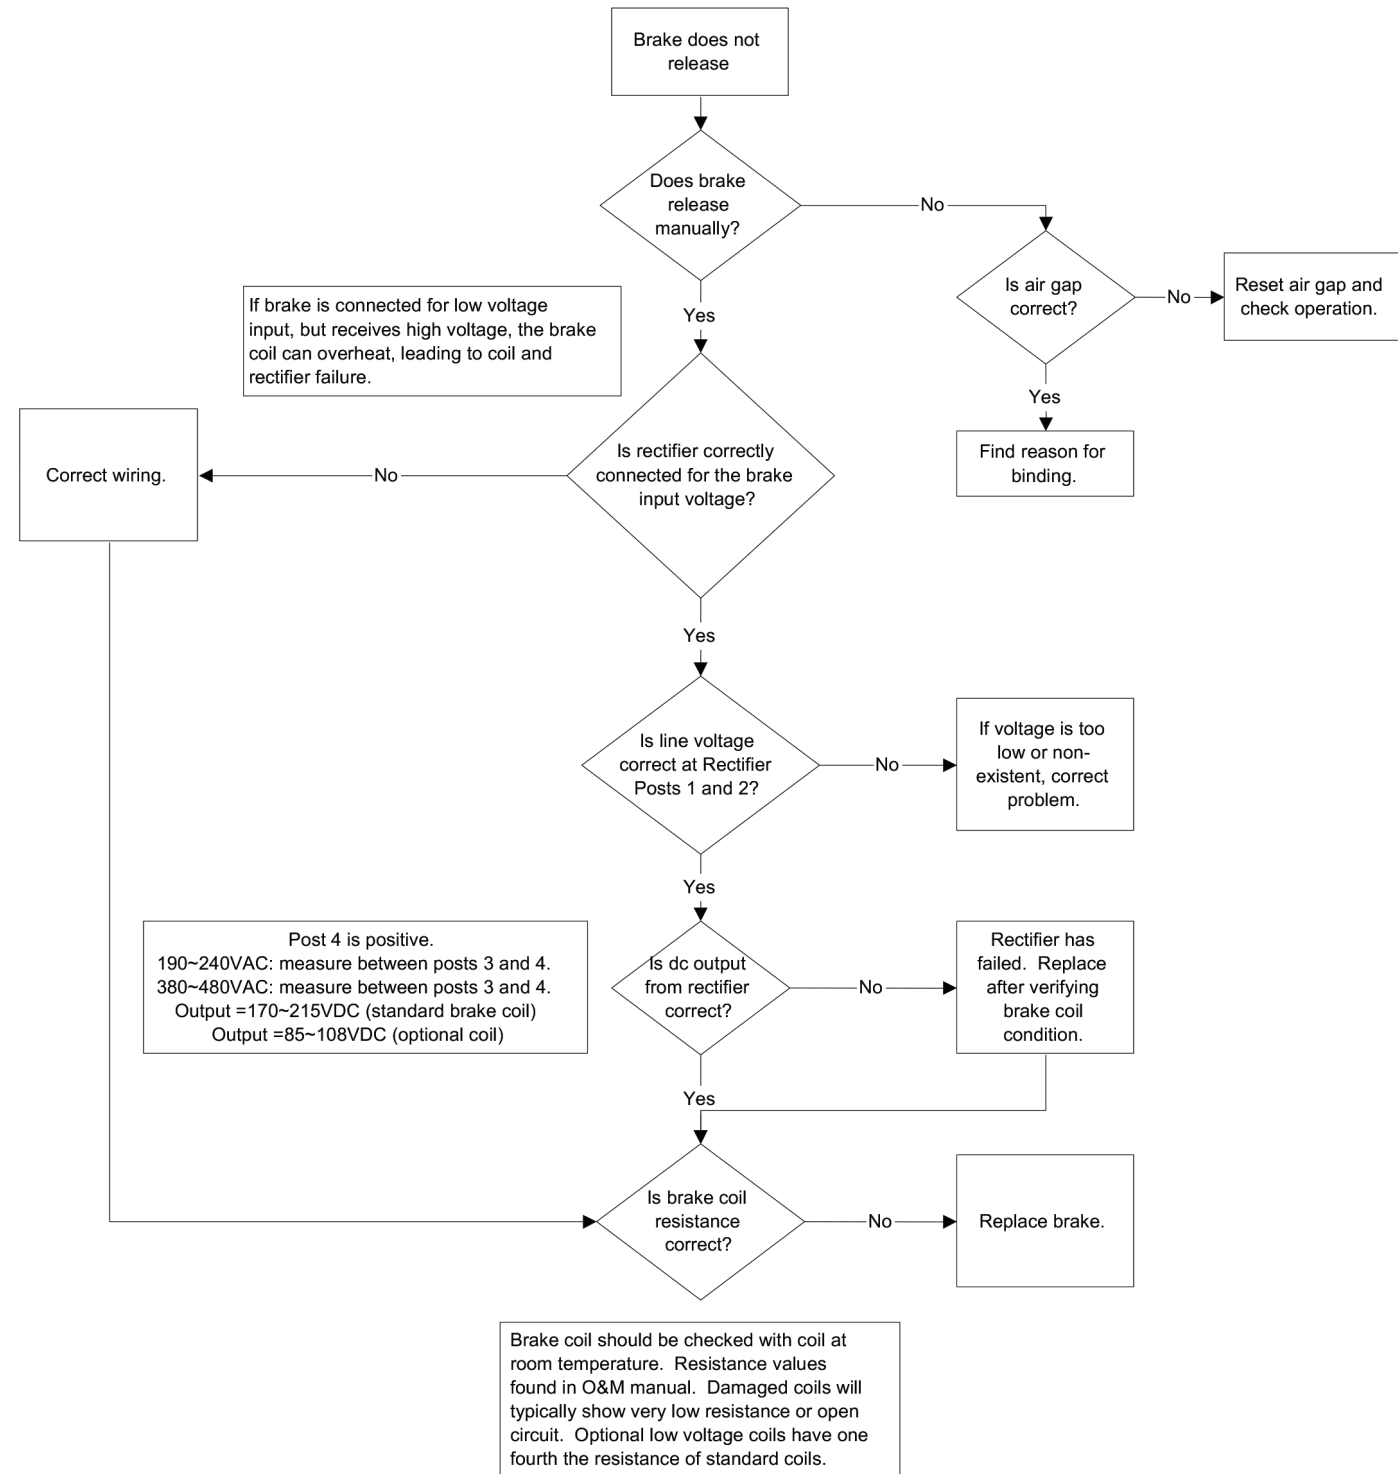 Brake does not
release
Does brake
release
manually?
No
Is air gap
correct?
No
Reset air gap and
check operation.
Yes
Find reason for
binding.
Yes
If brake is connected for low voltage
input, but receives high voltage, the brake
coil can overheat, leading to coil and
rectifier failure.
Is rectifier correctly
connected for the brake
input voltage?
No
Correct wiring.
Yes
Is line voltage
correct at Rectifier
Posts 1 and 2?
No
If voltage is too
low or non-
existent, correct
problem.
Yes
Post 4 is positive.
190~240VAC: measure between posts 3 and 4.
380~480VAC: measure between posts 3 and 4.
Output =170~215VDC (standard brake coil)
Output =85~108VDC (optional coil)
Is dc output
from rectifier
correct?
No
Rectifier has
failed.  Replace
after verifying
brake coil
condition.
Yes
Is brake coil
resistance
correct?
No
Replace brake.
Brake coil should be checked with coil at
room temperature.  Resistance values
found in O&M manual.  Damaged coils will
typically show very low resistance or open
circuit.  Optional low voltage coils have one
fourth the resistance of standard coils.